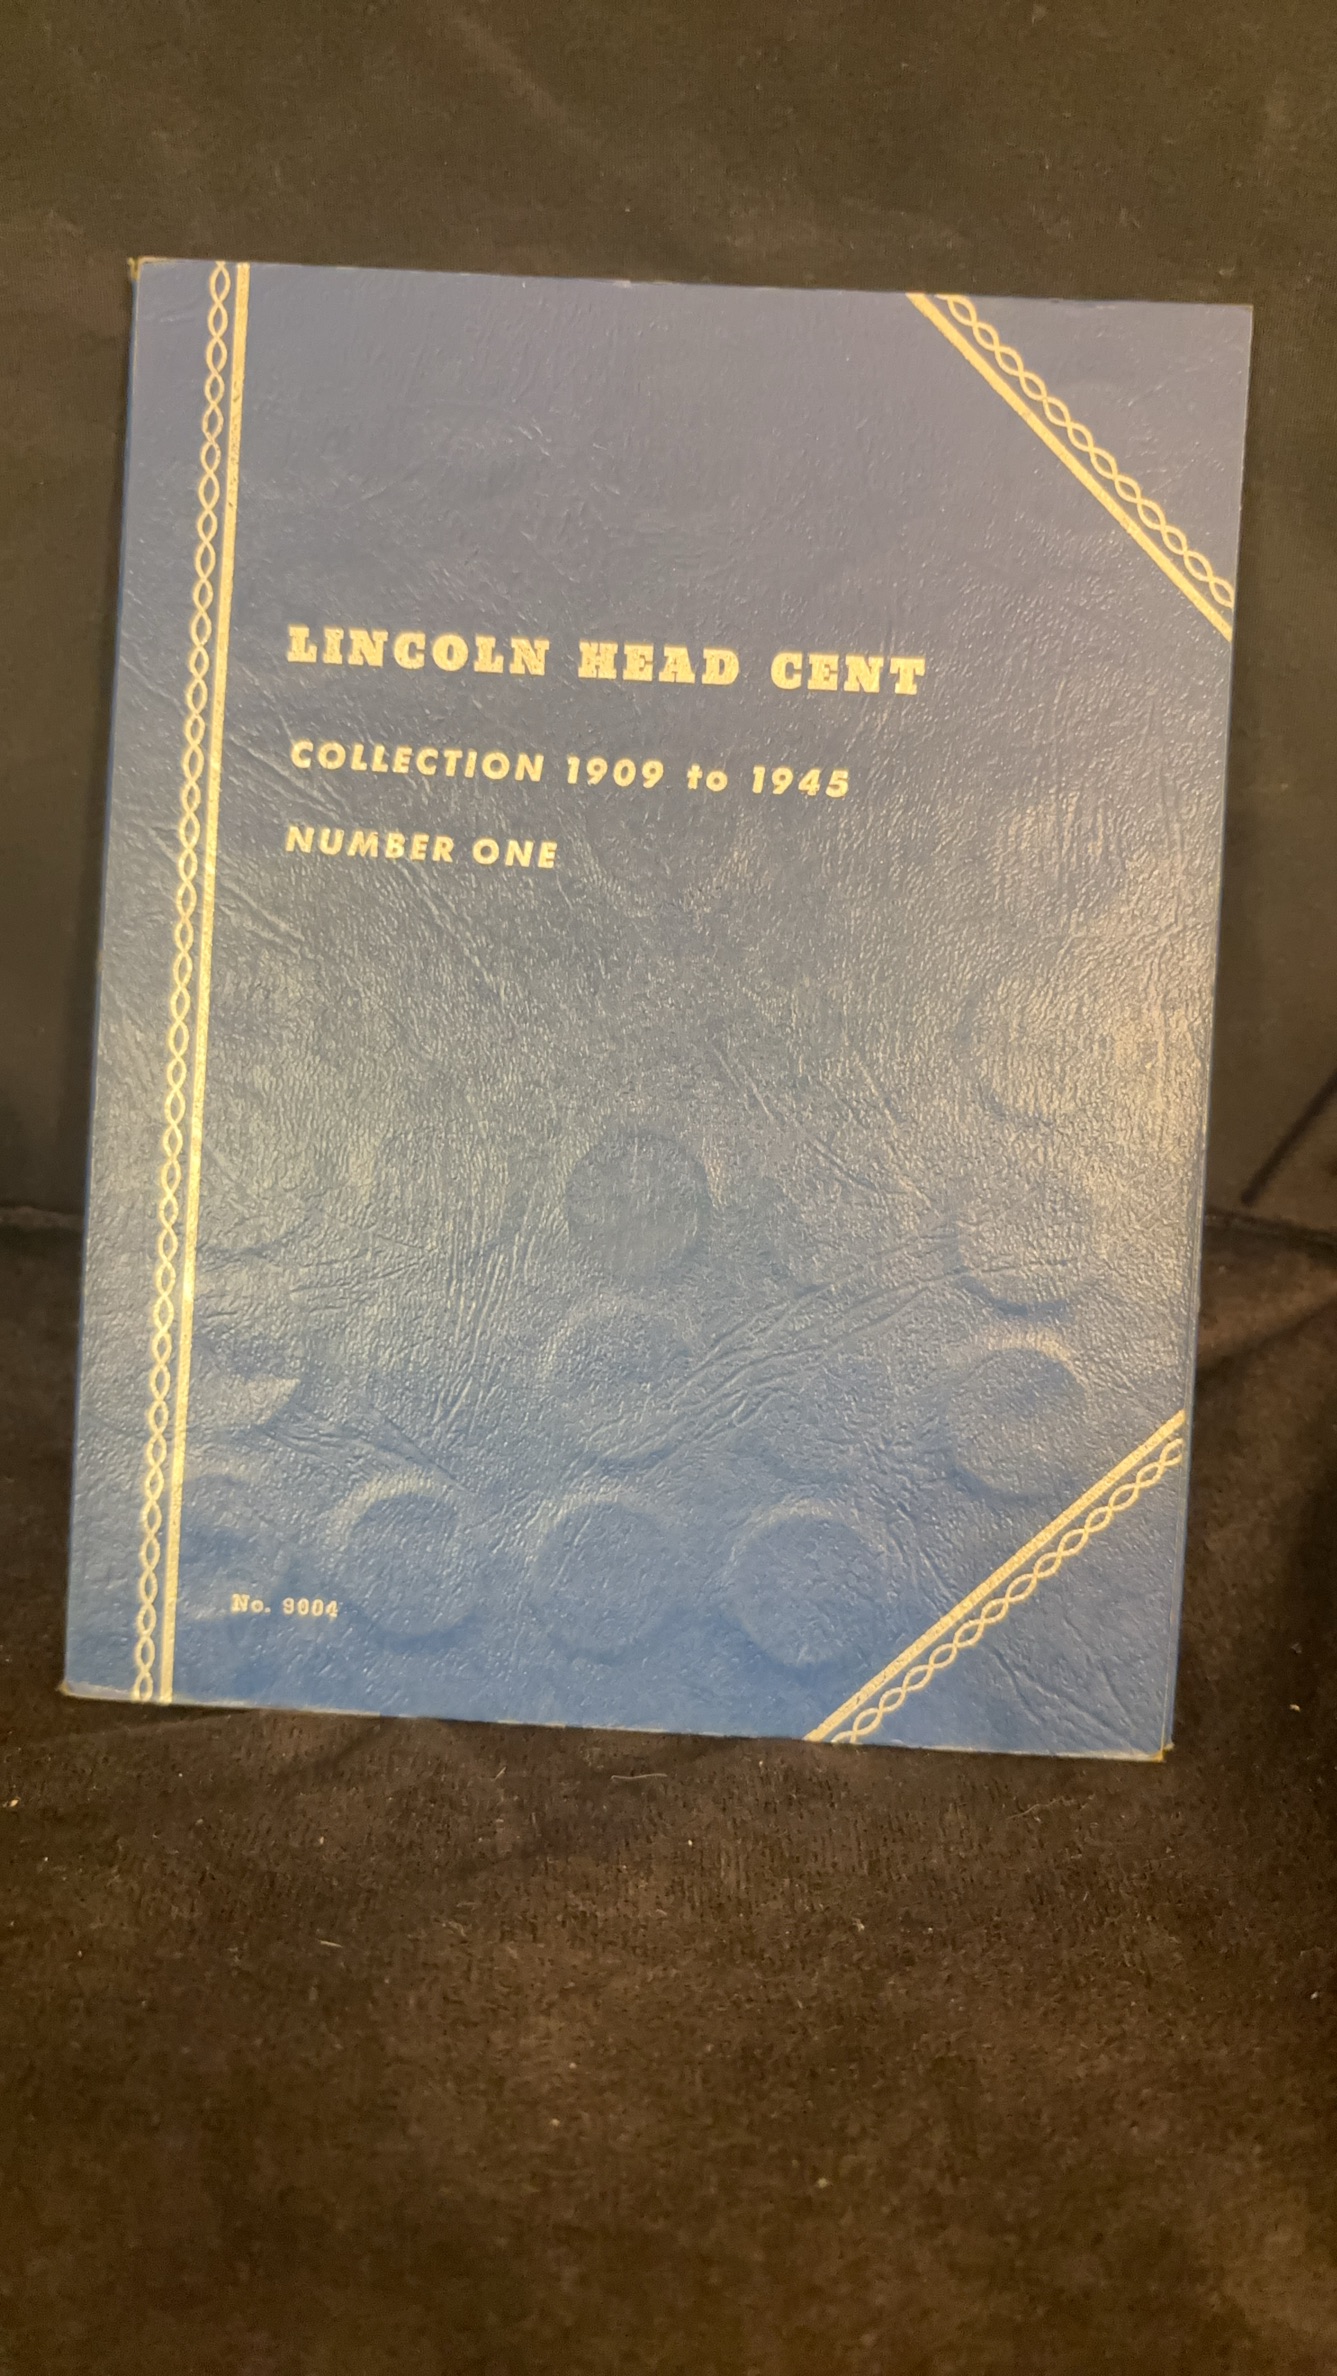 LINCOLN HEAD CENT
COLLECTION 1909 to 1945
NUMBER ONE
No. 9004